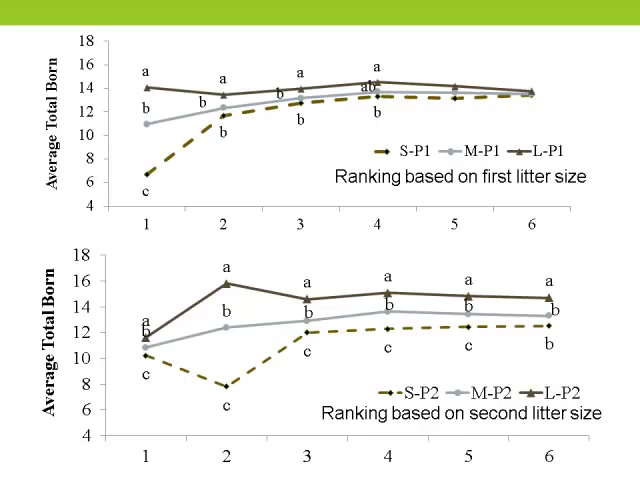 Average Total Born
18
16
14
12
10
8
6
4
a a a a
b b b ab
b b b
c
S-P1 M-P1 L-P1
Ranking based on first litter size
1 2 3 4 5 6
Average Total Born
18
16
14
12
10
8
6
4
a a a a a a
b b b b b b
c c c c c b
S-P2 M-P2 L-P2
Ranking based on second litter size
1 2 3 4 5 6